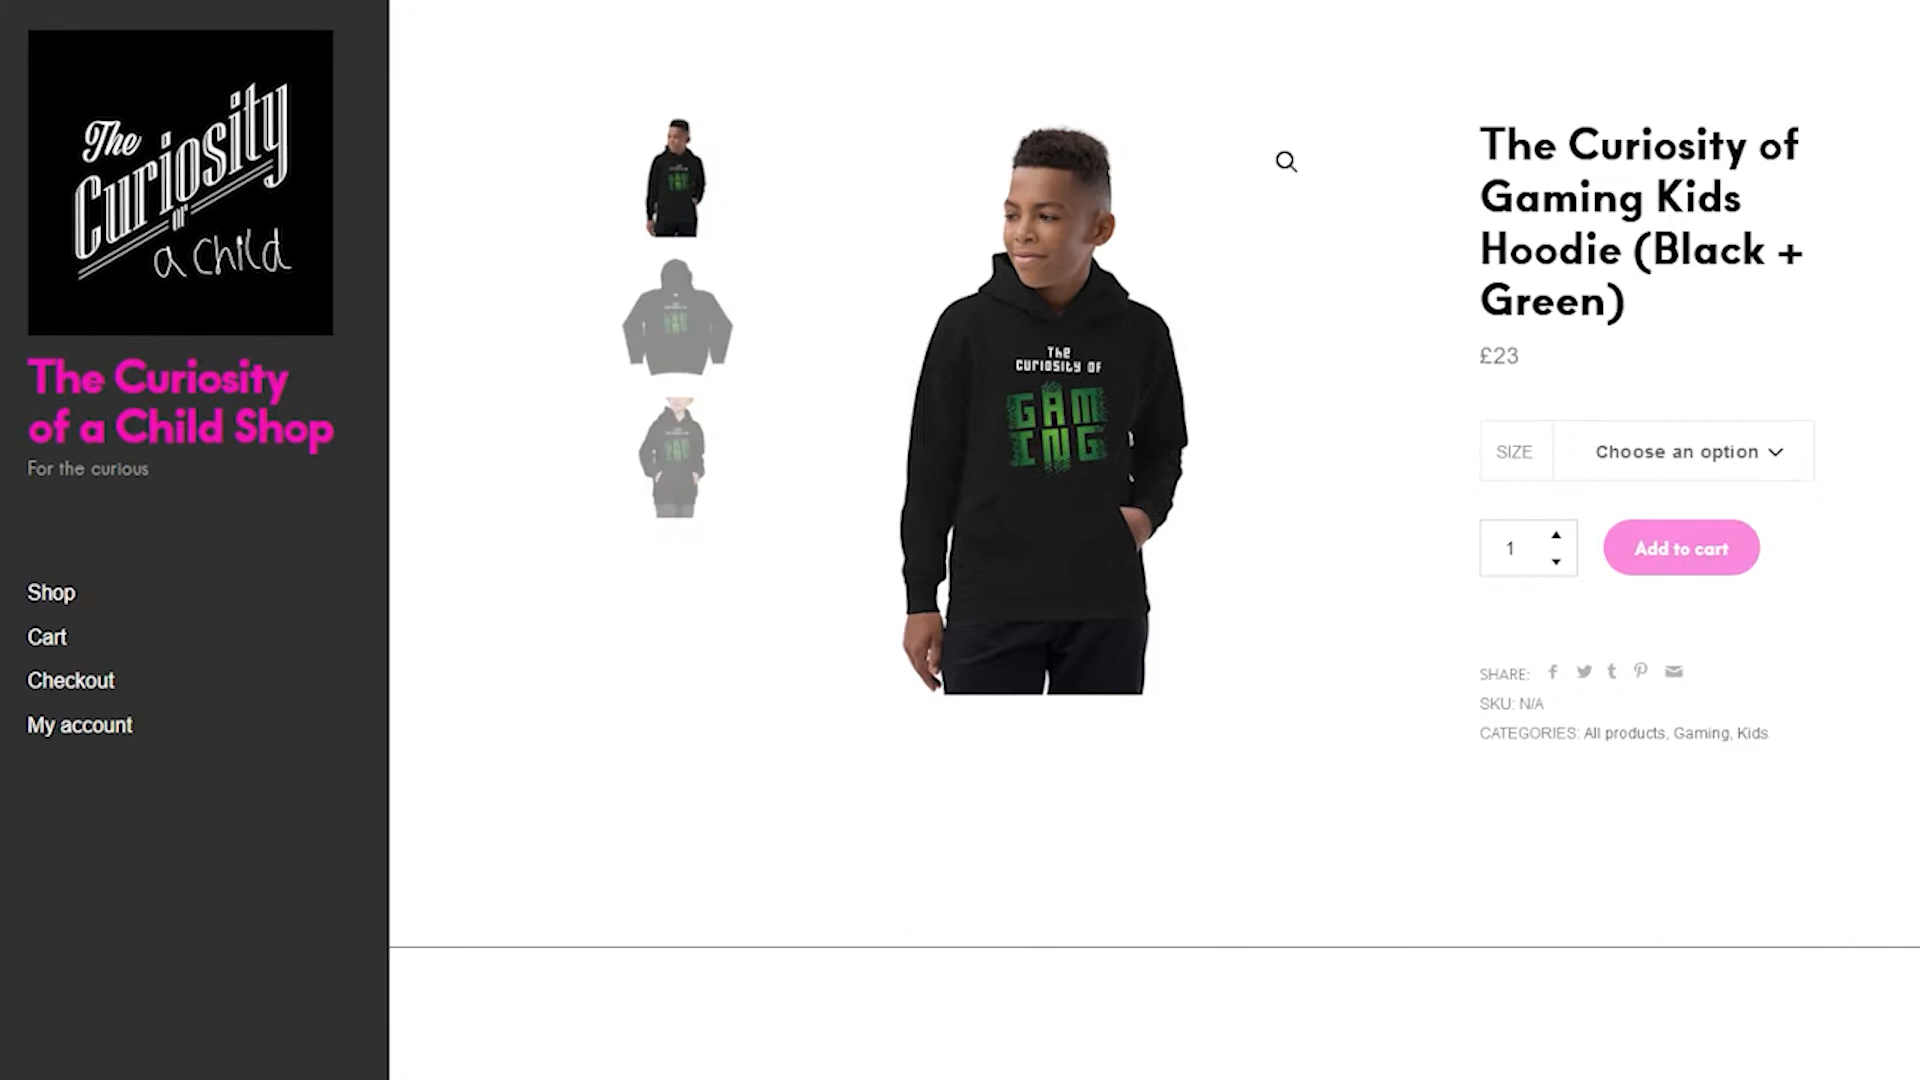 The
Curiosity
of
a child
The Curiosity
of a Child Shop
For the curious
Shop
Cart
Checkout
My account
The
Curiosity of
GAM
ING
The Curiosity of
Gaming Kids
Hoodie (Black +
Green)
£23
SIZE
Choose an option
1
Add to cart
SHARE:
SKU: N/A
CATEGORIES: All products, Gaming, Kids